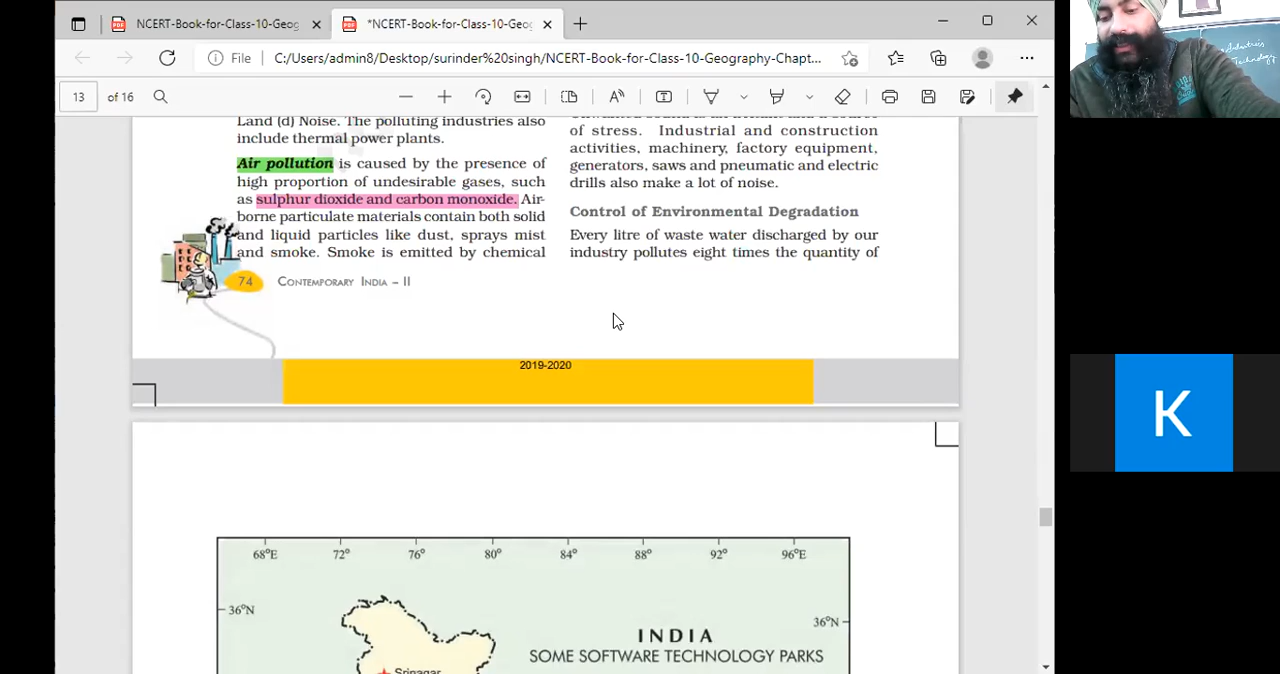 NCERT-Book-for-Class-10-Geog
*NCERT-Book-for-Class-10-Geog
File
C:/Users/admin8/Desktop/surinder%20singh/NCERT-Book-for-Class-10-Geography-Chapt...
13 of 16
Land (d) Noise. The polluting industries also
include thermal power plants.
Air pollution is caused by the presence of
high proportion of undesirable gases, such
as sulphur dioxide and carbon monoxide. Air-
borne particulate materials contain both solid
and liquid particles like dust, sprays mist
and smoke. Smoke is emitted by chemical
74 CONTEMPORARY INDIA – II
of stress. Industrial and construction
activities, machinery, factory equipment,
generators, saws and pneumatic and electric
drills also make a lot of noise.
Control of Environmental Degradation
Every litre of waste water discharged by our
industry pollutes eight times the quantity of
2019-2020
68°E 72° 76° 80° 84° 88° 92° 96°E
36°N 36°N
INDIA
SOME SOFTWARE TECHNOLOGY PARKS
Srinagar
K
Industries
Technology